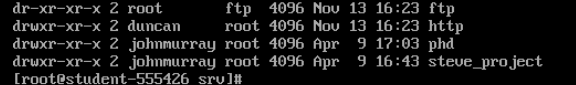 dr-xr-xr-x 2 root       ftp  4096 Nov 13 16:23 ftp
drwxr-xr-x 2 duncan     root 4096 Nov 13 16:23 http
drwxr-xr-x 2 johnmurray root 4096 Apr  9 17:03 phd
drwxr-xr-x 2 johnmurray root 4096 Apr  9 16:43 steve_project
[root@student-555426 srv]#